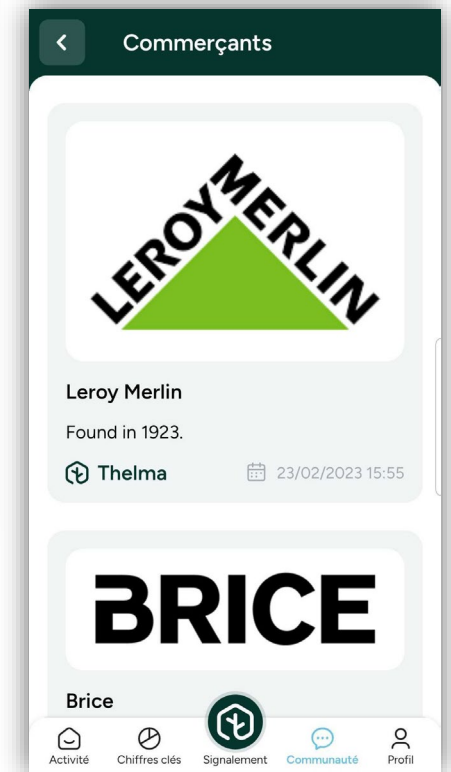 Commerçants
LEROY MERLIN
Leroy Merlin
Found in 1923.
Thelma
23/02/2023 15:55
BRICE
Brice
Activité
Chiffres clés
Signalement
Communauté
Profil